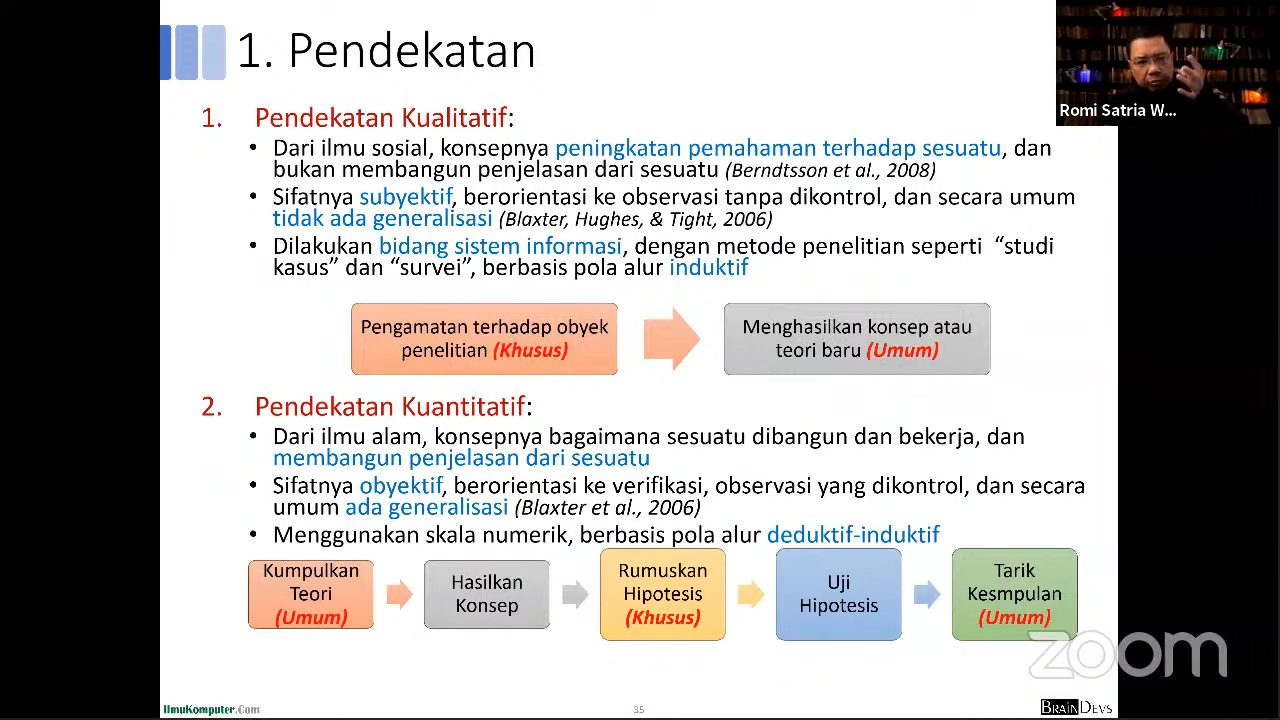 1. Pendekatan
Romi Satria W...
1. Pendekatan Kualitatif:
• Dari ilmu sosial, konsepnya peningkatan pemahaman terhadap sesuatu, dan
bukan membangun penjelasan dari sesuatu (Berndtsson et al., 2008)
• Sifatnya subyektif, berorientasi ke observasi tanpa dikontrol, dan secara umum
tidak ada generalisasi (Blaxter, Hughes, & Tight, 2006)
• Dilakukan bidang sistem informasi, dengan metode penelitian seperti “studi
kasus” dan “survei”, berbasis pola alur induktif
Pengamatan terhadap obyek
penelitian (Khusus)
Menghasilkan konsep atau
teori baru (Umum)
2. Pendekatan Kuantitatif:
• Dari ilmu alam, konsepnya bagaimana sesuatu dibangun dan bekerja, dan
membangun penjelasan dari sesuatu
• Sifatnya obyektif, berorientasi ke verifikasi, observasi yang dikontrol, dan secara
umum ada generalisasi (Blaxter et al., 2006)
• Menggunakan skala numerik, berbasis pola alur deduktif-induktif
Kumpulkan
Teori
(Umum)
Hasilkan
Konsep
Rumuskan
Hipotesis
(Khusus)
Uji
Hipotesis
Tarik
Kesmpulan
(Umum)
zoom
IlmuKomputer.Com
35
BRAINDEVS